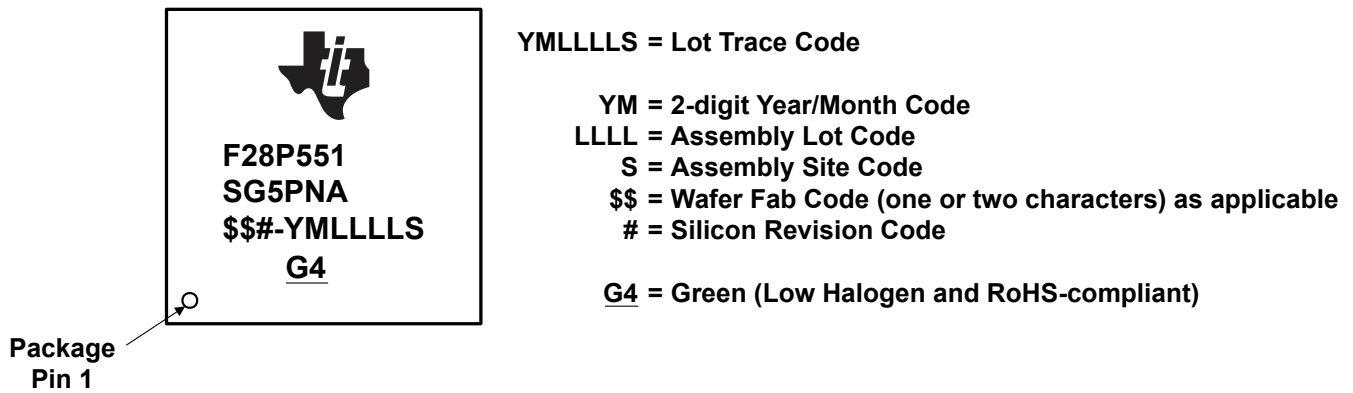 F28P551
SG5PNA
$$#-YMLLLLS
G4
Package
Pin 1
YMLLLLS = Lot Trace Code
YM = 2-digit Year/Month Code
LLLL = Assembly Lot Code
S = Assembly Site Code
$$ = Wafer Fab Code (one or two characters) as applicable
# = Silicon Revision Code
G4 = Green (Low Halogen and RoHS-compliant)